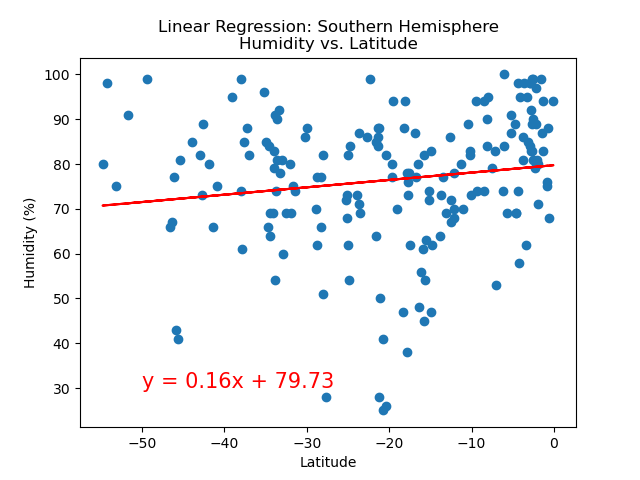 Linear Regression: Southern Hemisphere
Humidity vs. Latitude
100
90
80
70
60
50
40
30
Humidity (%)
y = 0.16x + 79.73
−50
−40
−30
−20
−10
0
Latitude